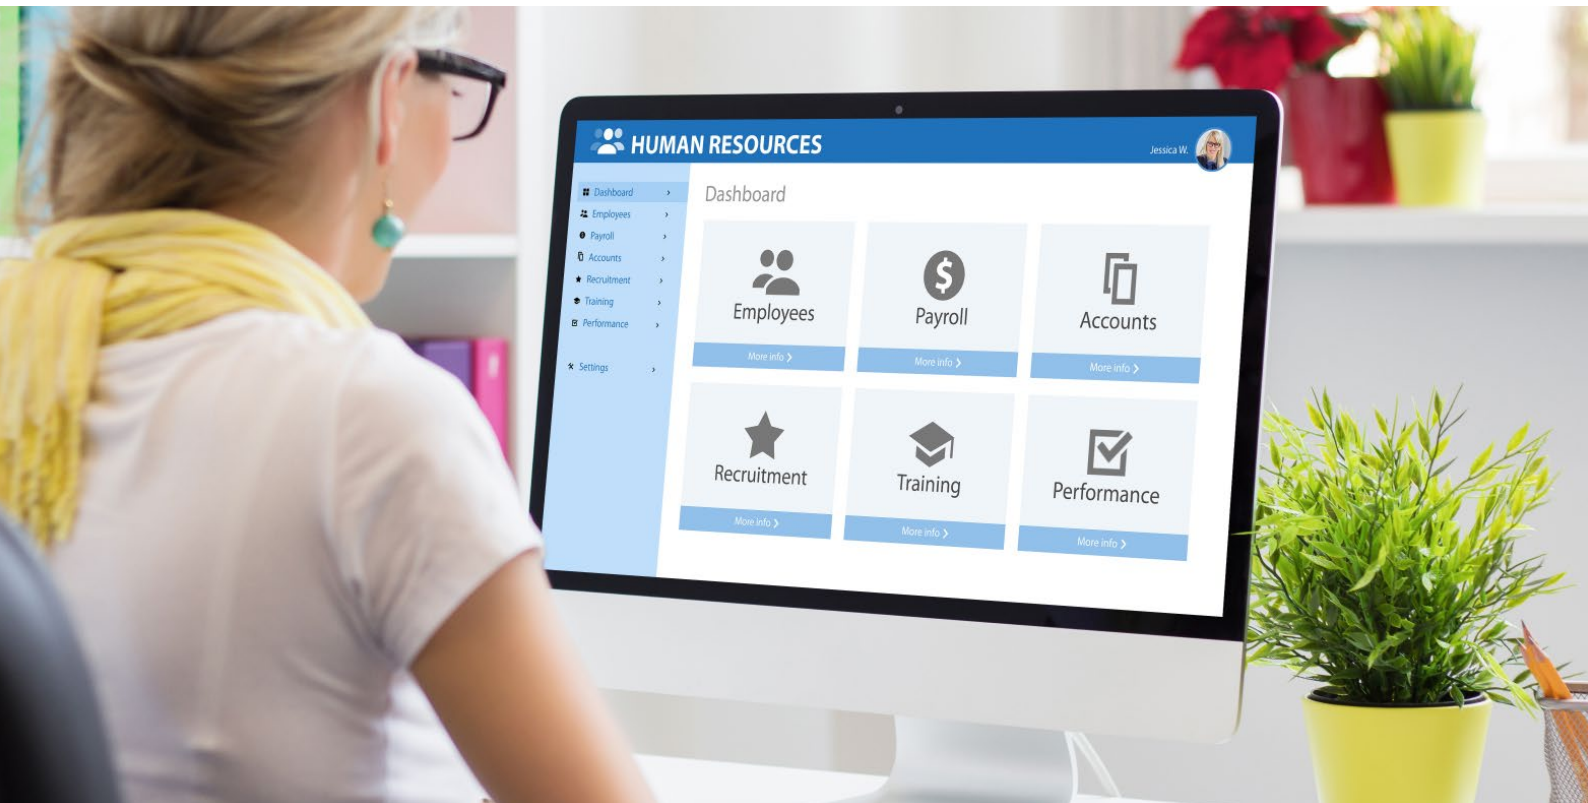 HUMAN RESOURCES
Jessica W.
Dashboard
Employees
Payroll
Accounts
Recruitment
Training
Performance
Settings
Dashboard
Employees
Payroll
Accounts
More info
More info
More info
Recruitment
Training
Performance
More info
More info
More info